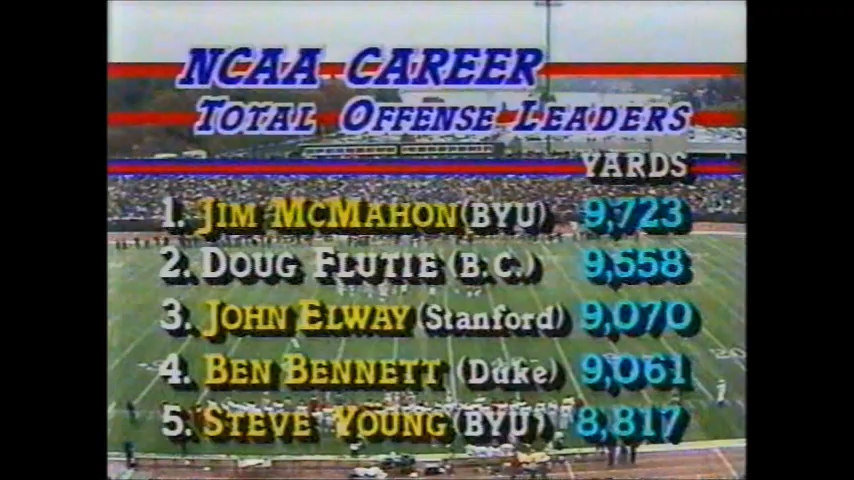 NCAA CAREER
TOTAL OFFENSE LEADERS
YARDS
1. JIM MCMAHON (BYU) 9,723
2. DOUG FLUTIE (B.C.) 9,558
3. JOHN ELWAY (Stanford) 9,070
4. BEN BENNETT (Duke) 9,061
5. STEVE YOUNG (BYU) 8,817